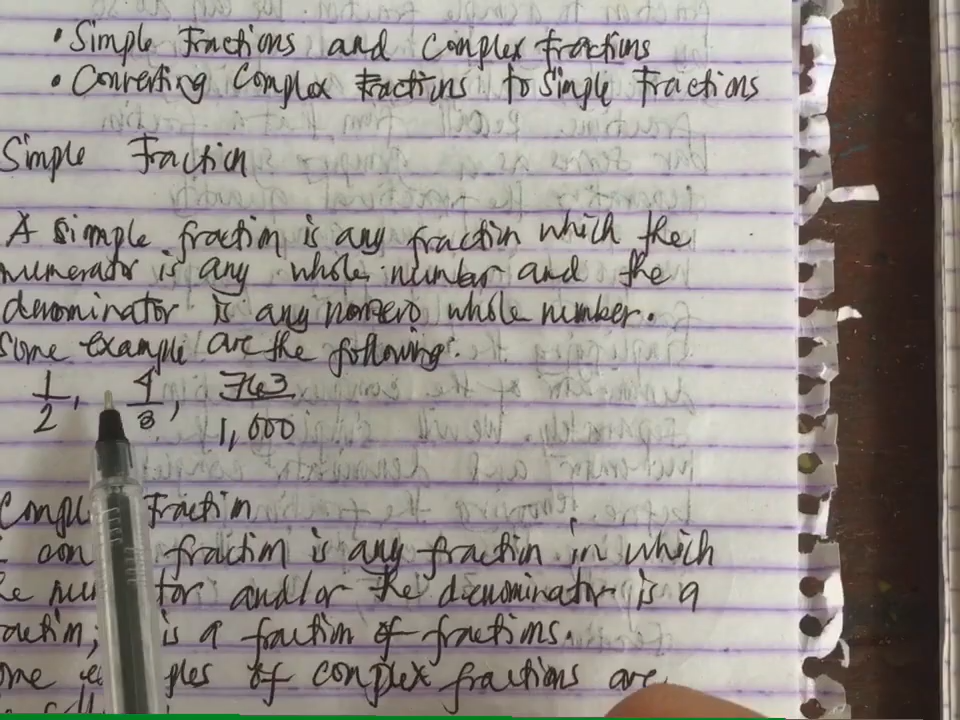 • Simple Fractions and Complex fractions
• Converting Complex Fractions to Simple Fractions
Simple Fraction
A simple fraction is any fraction which the
numerator is any whole number and the
denominator is any nonzero whole number.
Some example are the following:
1/2, 4/3, 763/1,000
Fraction
fraction is any fraction in which
and/or the denominator is a
is a fraction of fractions.
of complex fractions are